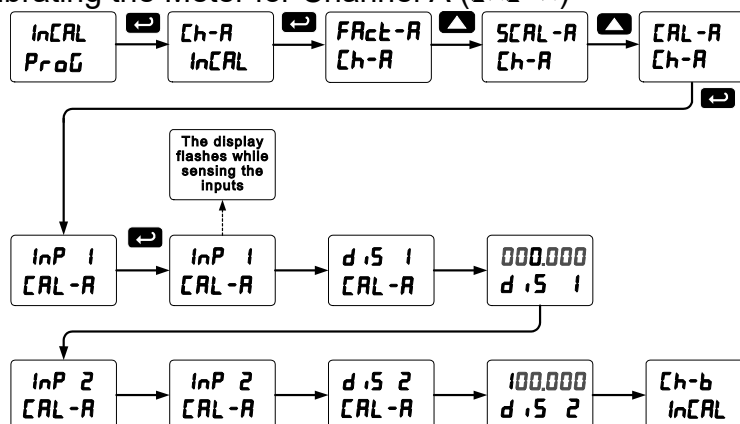 brating the Meter for Channel A (CAL-A)
InCAL
ProG
Ch-A
InCAL
FAct-A
Ch-A
SCAL-A
Ch-A
CAL-A
Ch-A
The display
flashes while
sensing the
inputs
InP 1
CAL-A
InP 1
CAL-A
diS 1
CAL-A
000.000
diS 1
InP 2
CAL-A
InP 2
CAL-A
diS 2
CAL-A
100.000
diS 2
Ch-b
InCAL